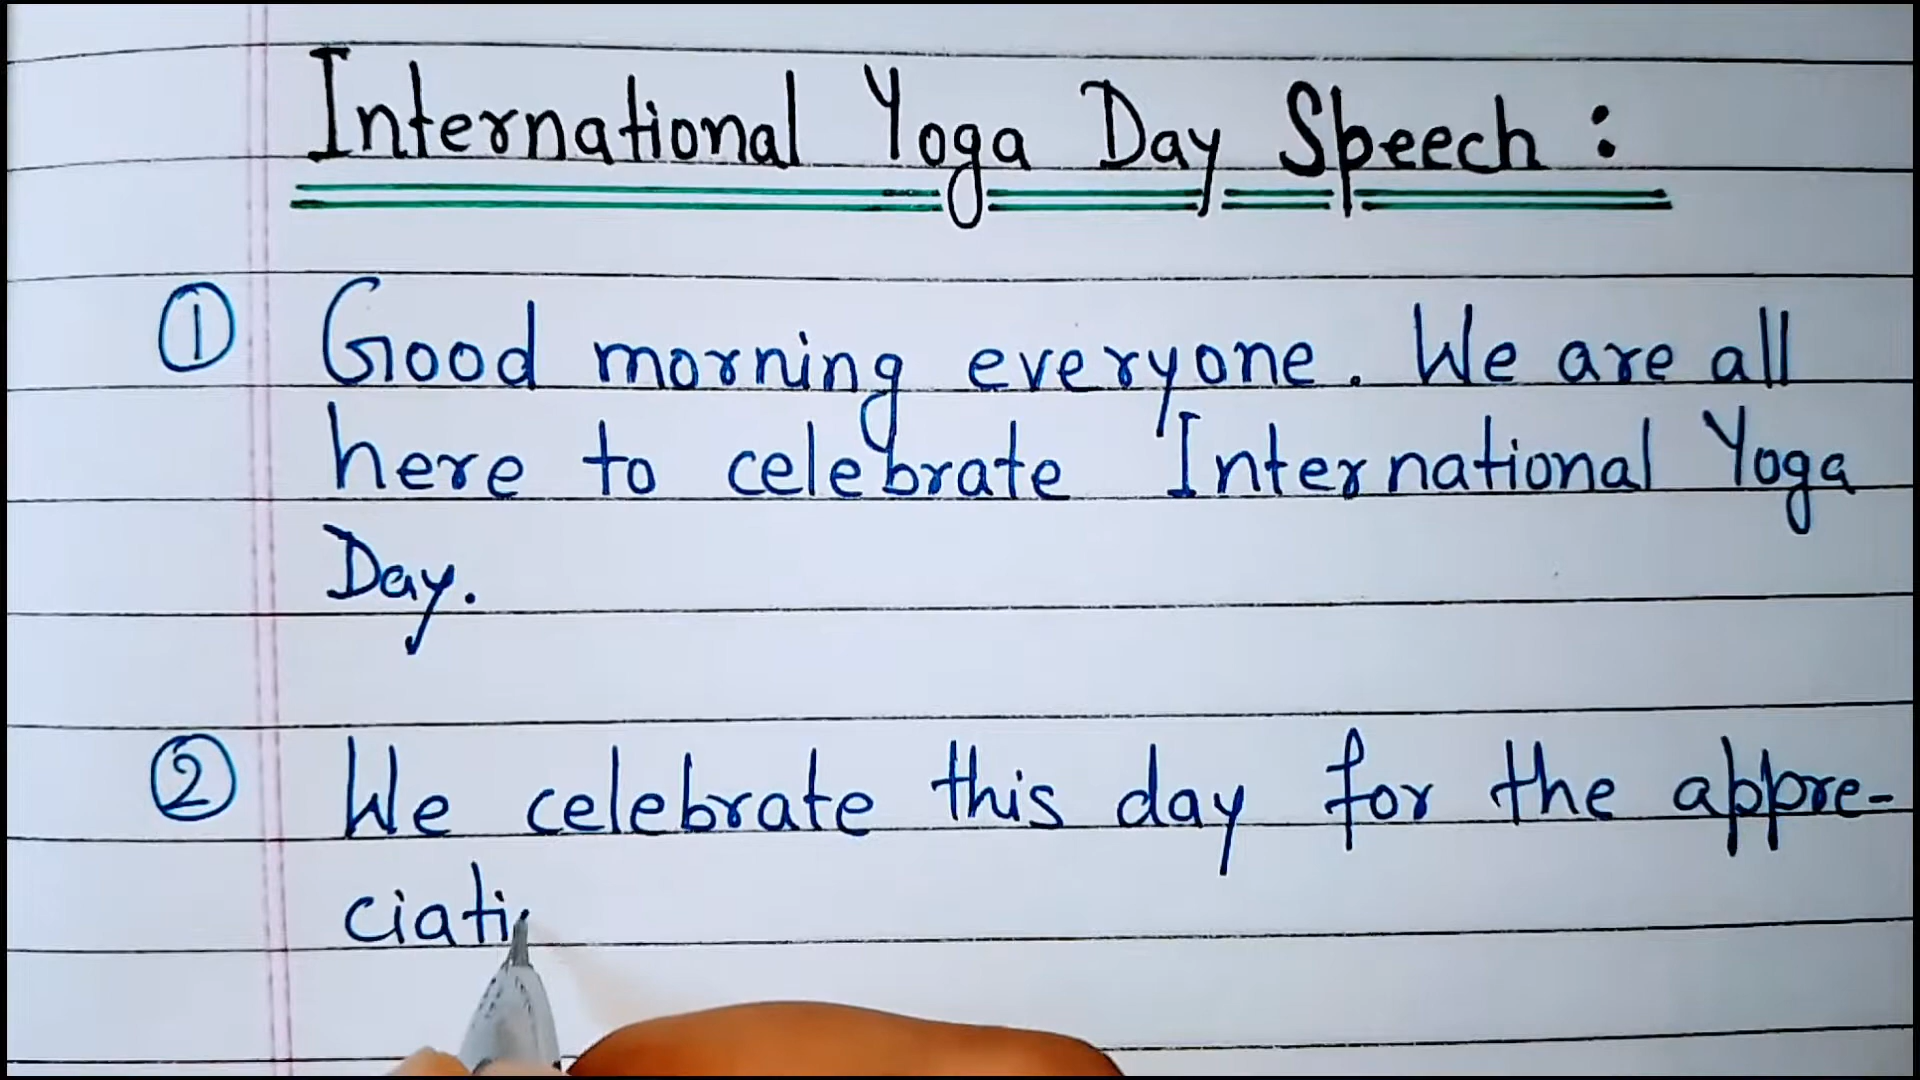 International Yoga Day Speech :
① Good morning everyone. We are all
here to celebrate International Yoga
Day.
② We celebrate this day for the appre-
ciati